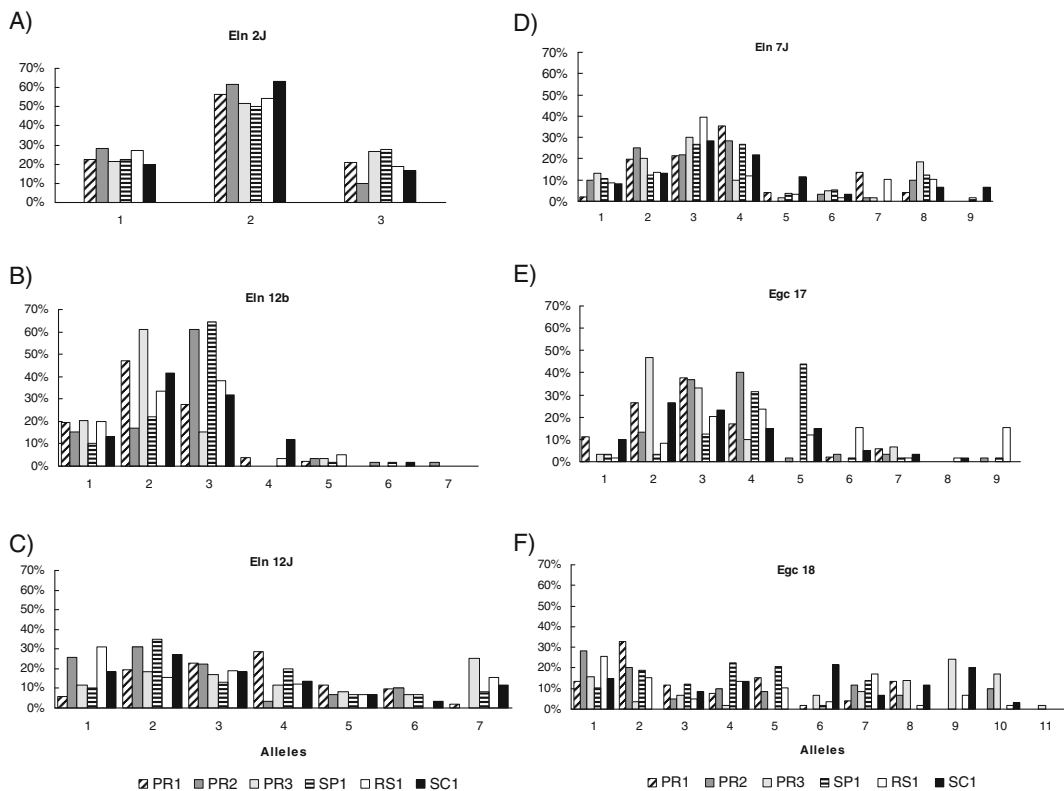 A)
Eln 2J
70%
60%
50%
40%
30%
20%
10%
0%
1 2 3
B)
Eln 12b
70%
60%
50%
40%
30%
20%
10%
0%
1 2 3 4 5 6 7
C)
Eln 12J
70%
60%
50%
40%
30%
20%
10%
0%
1 2 3 4 5 6 7
Alleles
PR1 PR2 PR3 SP1 RS1 SC1
D)
Eln 7J
70%
60%
50%
40%
30%
20%
10%
0%
1 2 3 4 5 6 7 8 9
E)
Egc 17
70%
60%
50%
40%
30%
20%
10%
0%
1 2 3 4 5 6 7 8 9
F)
Egc 18
70%
60%
50%
40%
30%
20%
10%
0%
1 2 3 4 5 6 7 8 9 10 11
Alleles
PR1 PR2 PR3 SP1 RS1 SC1